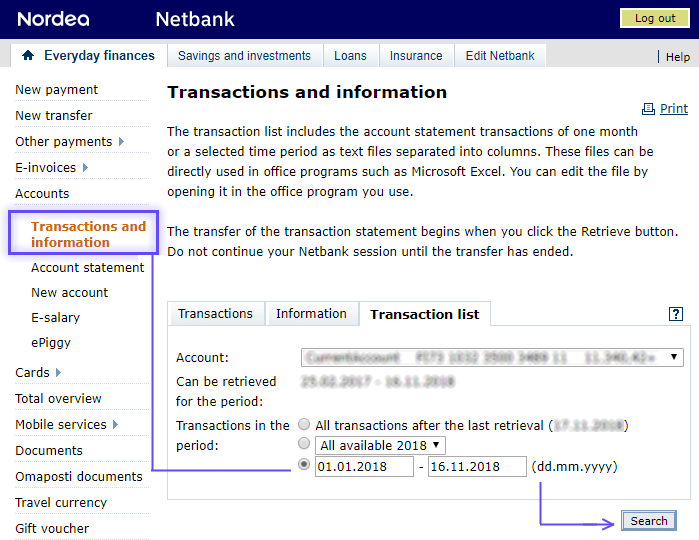 Nordea Netbank Log out
Everyday finances Savings and investments Loans Insurance Edit Netbank Help
New payment
New transfer
Other payments
E-invoices
Accounts
Transactions and
information
Account statement
New account
E-salary
ePiggy
Cards
Total overview
Mobile services
Documents
Omaposti documents
Travel currency
Gift voucher
Transactions and information
Print
The transaction list includes the account statement transactions of one month
or a selected time period as text files separated into columns. These files can be
directly used in office programs such as Microsoft Excel. You can edit the file by
opening it in the office program you use.
The transfer of the transaction statement begins when you click the Retrieve button.
Do not continue your Netbank session until the transfer has ended.
Transactions Information Transaction list ?
Account:
Can be retrieved
for the period:
Transactions in the
period:
All transactions after the last retrieval ( )
All available 2018
01.01.2018 - 16.11.2018 (dd.mm.yyyy)
Search